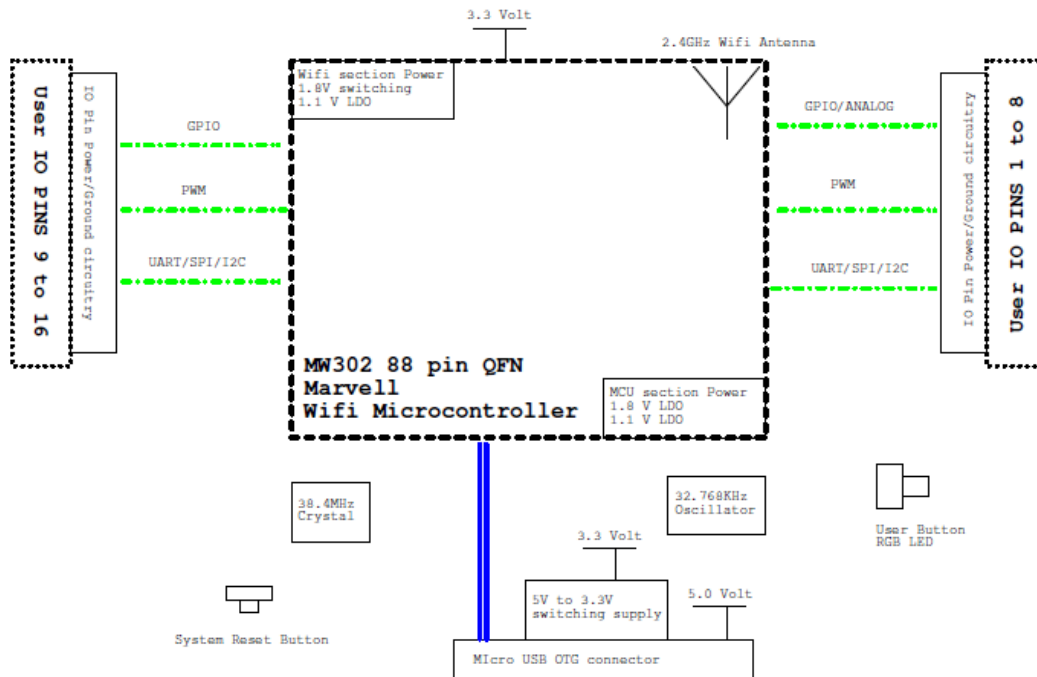 3.3 Volt
2.4GHz Wifi Antenna
Wifi section Power
1.8V switching
1.1 V LDO
User IO PINS 9 to 16
IO Pin Power/Ground circuitry
GPIO
PWM
UART/SPI/I2C
GPIO/ANALOG
PWM
UART/SPI/I2C
IO Pin Power/Ground circuitry
User IO PINS 1 to 8
MW302 88 pin QFN
Marvell
Wifi Microcontroller
MCU section Power
1.8 V LDO
1.1 V LDO
38.4MHz
Crystal
32.768KHz
Oscillator
User Button
RGB LED
3.3 Volt
5V to 3.3V
switching supply
5.0 Volt
System Reset Button
MIcro USB OTG connector